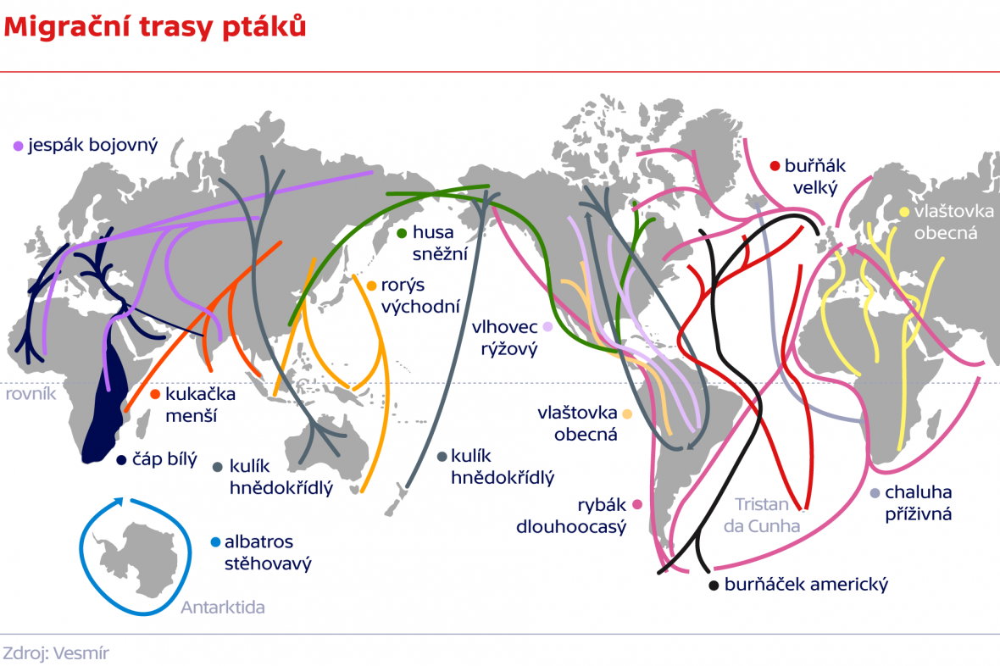 Migrační trasy ptáků
jespák bojovný
buřňák
velký
vlaštovka
obecná
husa
sněžní
rorýs
východní
vlhovec
rýžový
rovník
kukačka
menší
vlaštovka
obecná
čáp bílý
kulík
hnědokřídlý
kulík
hnědokřídlý
rybák
dlouhoocasý
Tristan
da Cunha
chaluha
příživná
albatros
stěhovavý
burňáček americký
Antarktida
Zdroj: Vesmír